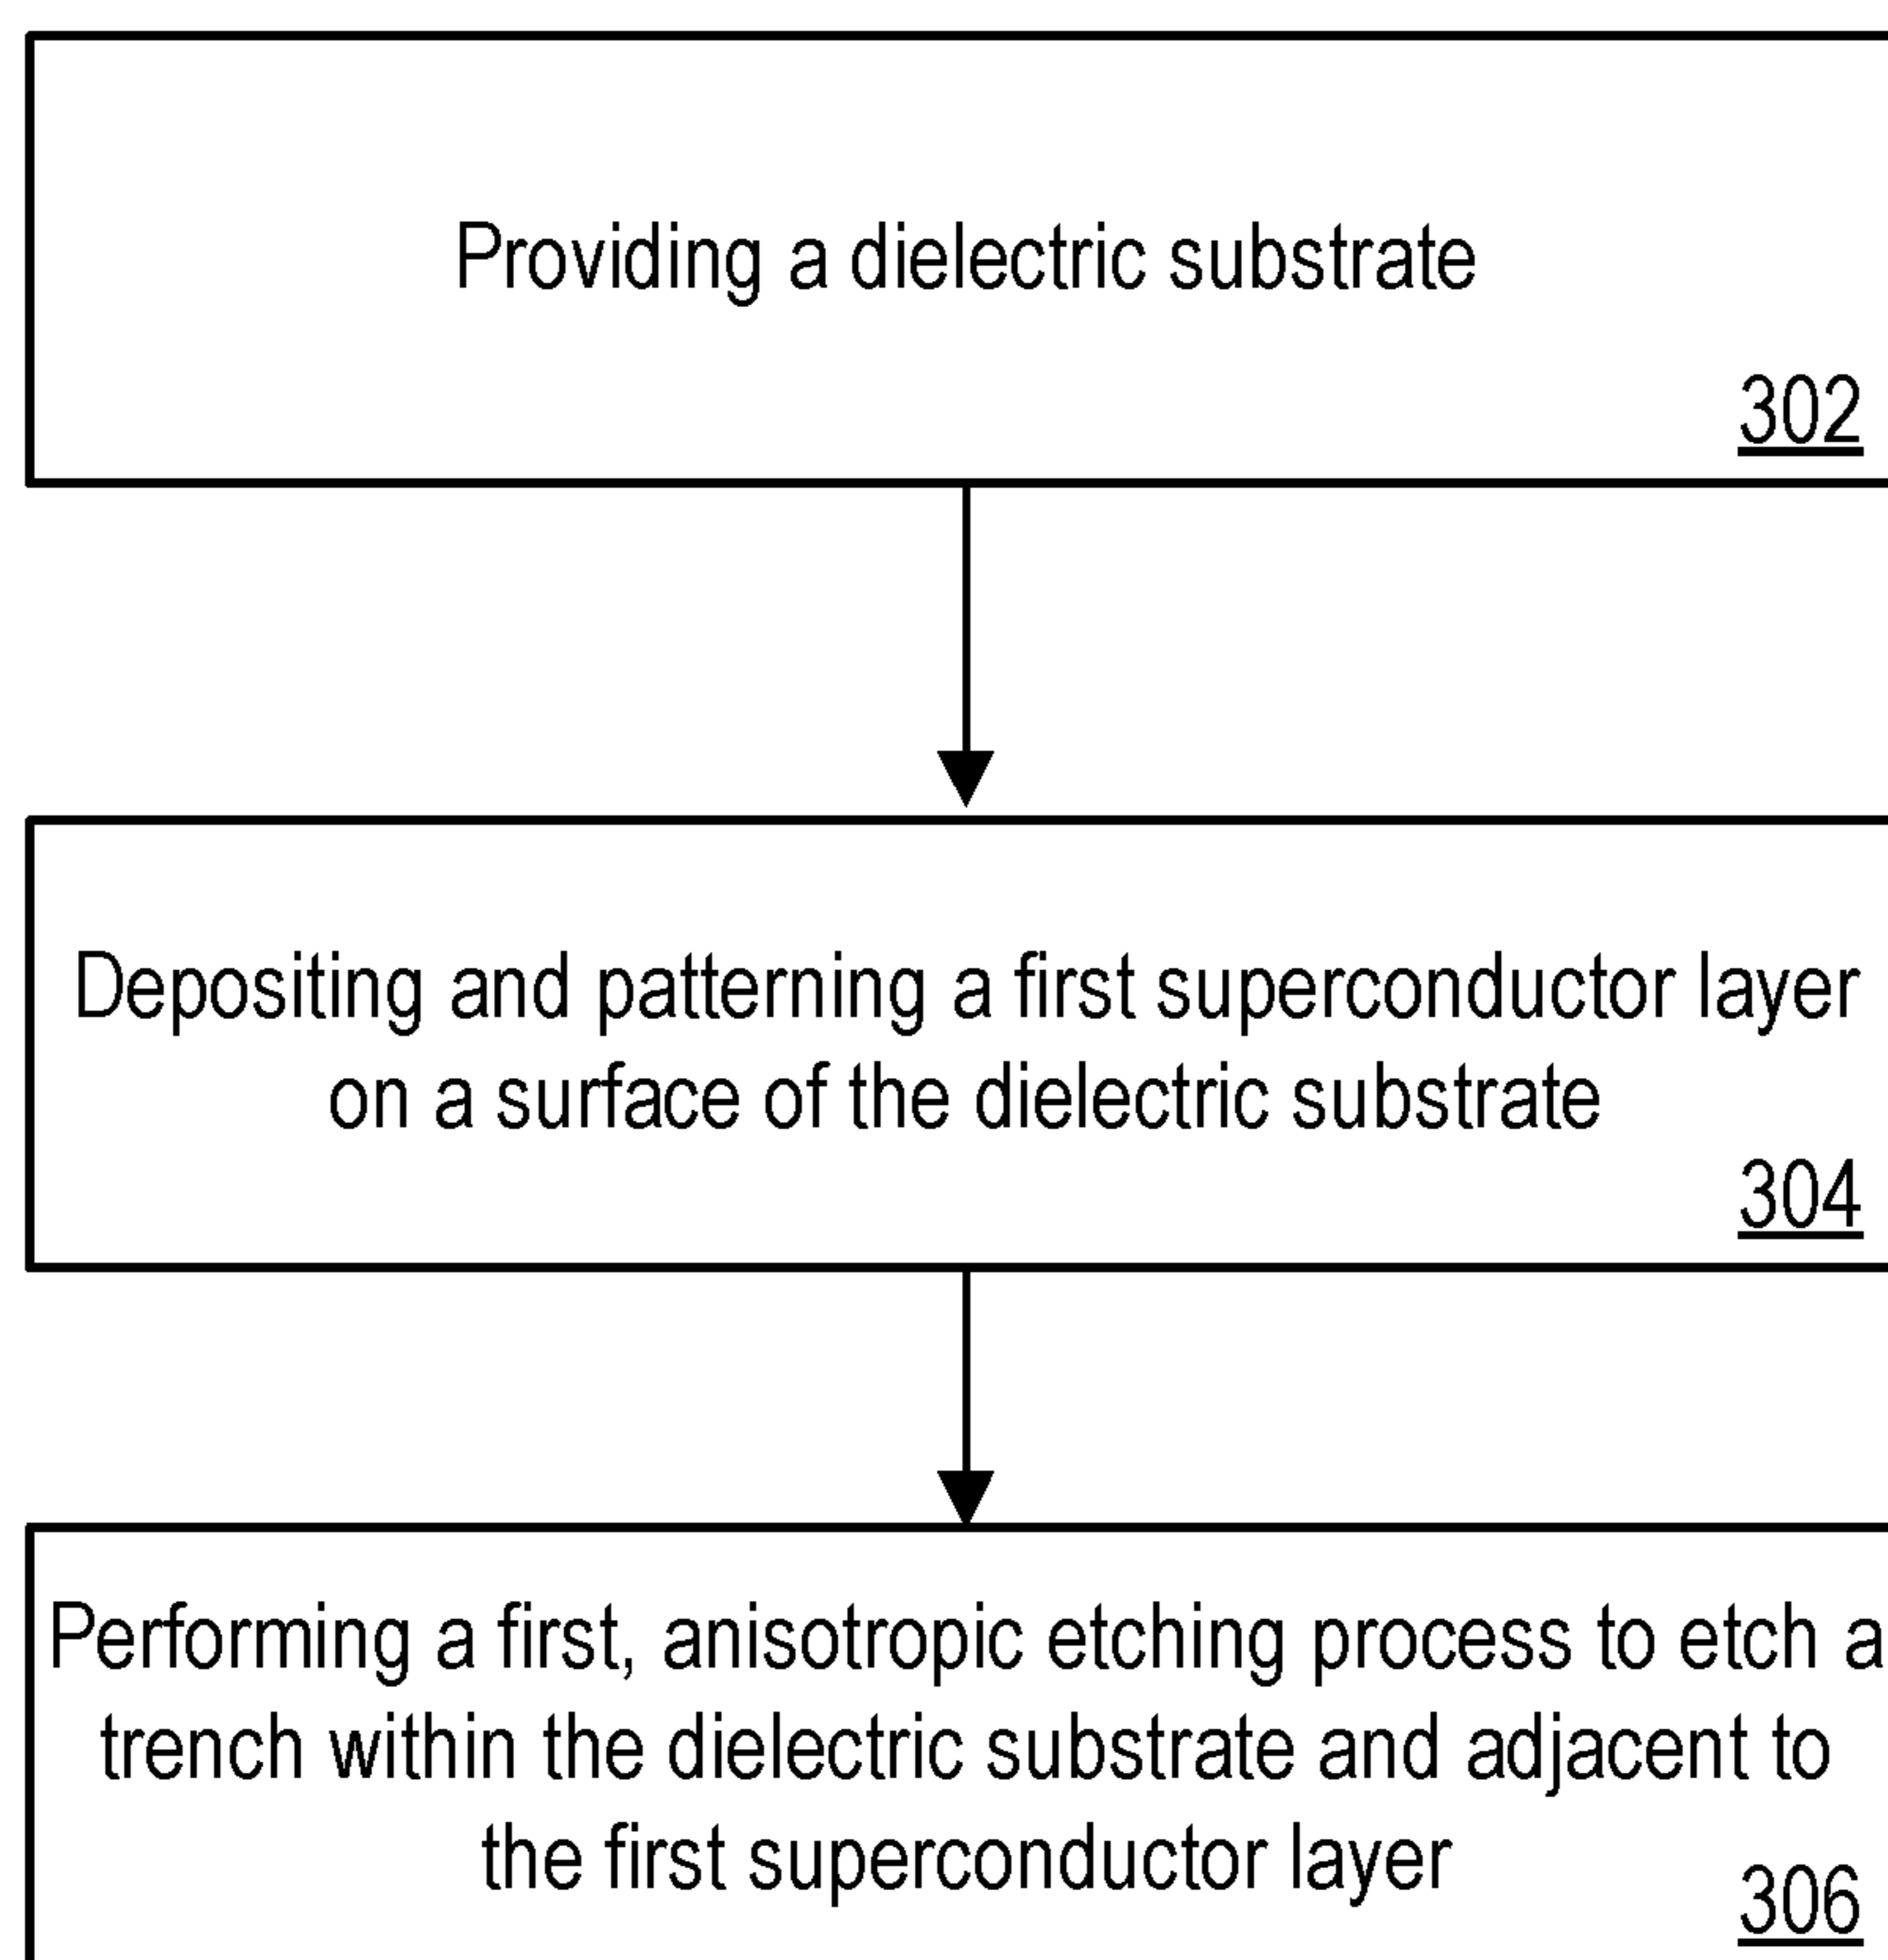 Providing a dielectric substrate
302
Depositing and patterning a first superconductor layer
on a surface of the dielectric substrate
304
Performing a first, anisotropic etching process to etch a
trench within the dielectric substrate and adjacent to
the first superconductor layer
306